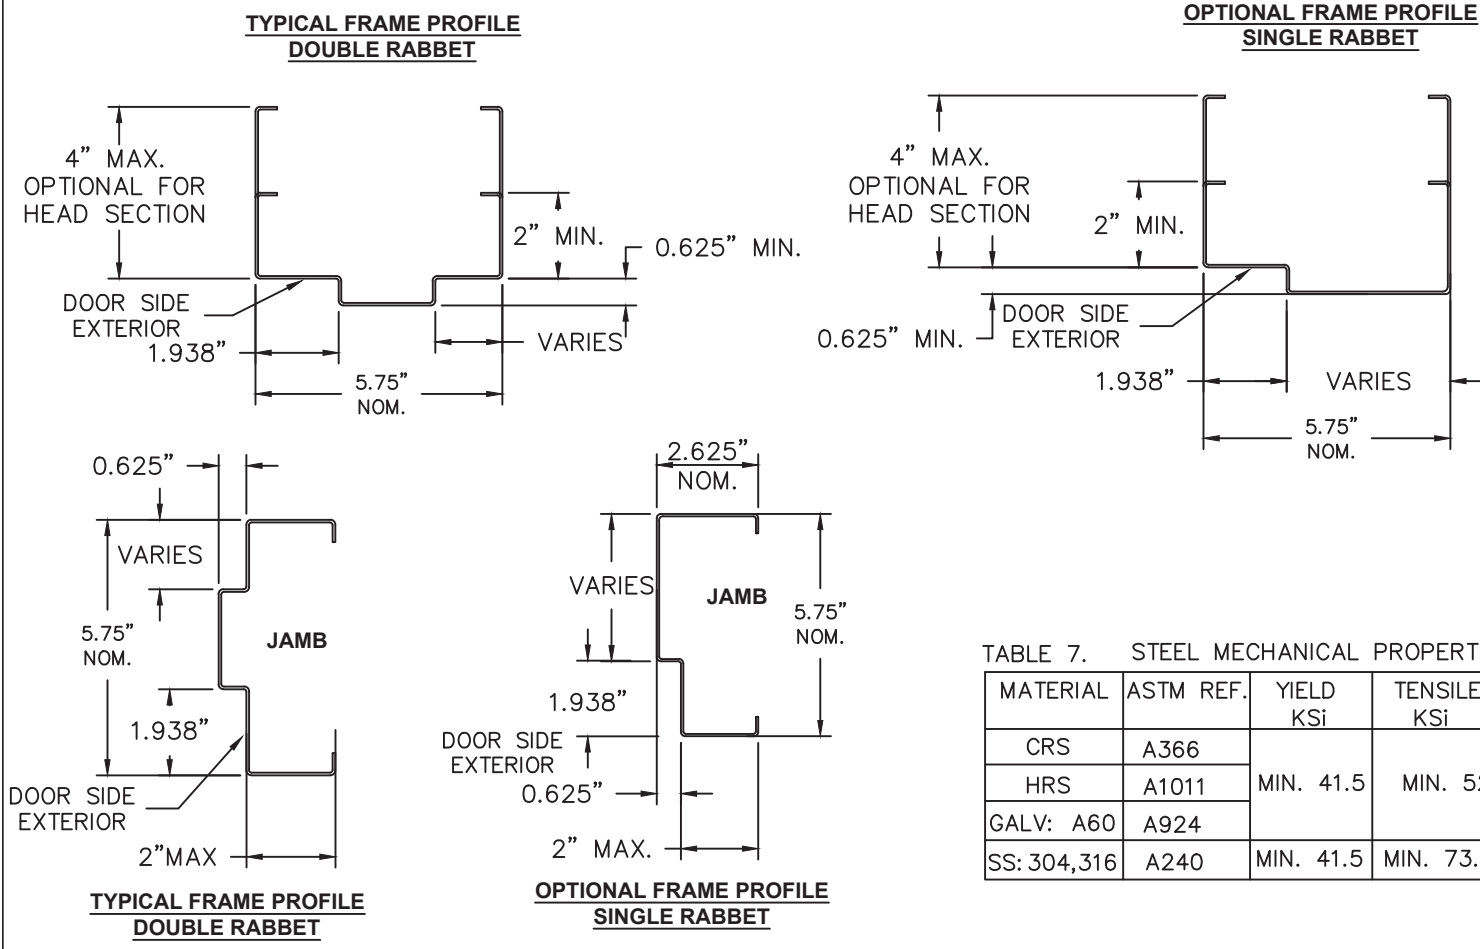 TYPICAL FRAME PROFILE
DOUBLE RABBET
4” MAX.
OPTIONAL FOR
HEAD SECTION
2” MIN.
0.625” MIN.
DOOR SIDE
EXTERIOR
1.938”
VARIES
5.75”
NOM.
OPTIONAL FRAME PROFILE
SINGLE RABBET
4” MAX.
OPTIONAL FOR
HEAD SECTION
2” MIN.
0.625” MIN.
DOOR SIDE
EXTERIOR
1.938”
VARIES
5.75”
NOM.
0.625”
VARIES
5.75”
NOM.
JAMB
1.938”
DOOR SIDE
EXTERIOR
2”MAX
TYPICAL FRAME PROFILE
DOUBLE RABBET
2.625”
NOM.
VARIES
JAMB
5.75”
NOM.
1.938”
DOOR SIDE
EXTERIOR
0.625”
2” MAX.
OPTIONAL FRAME PROFILE
SINGLE RABBET
TABLE 7. STEEL MECHANICAL PROPERT
MATERIAL ASTM REF. YIELD KSi TENSILE KSi
CRS A366
HRS A1011 MIN. 41.5 MIN. 52
GALV: A60 A924
SS: 304,316 A240 MIN. 41.5 MIN. 73.